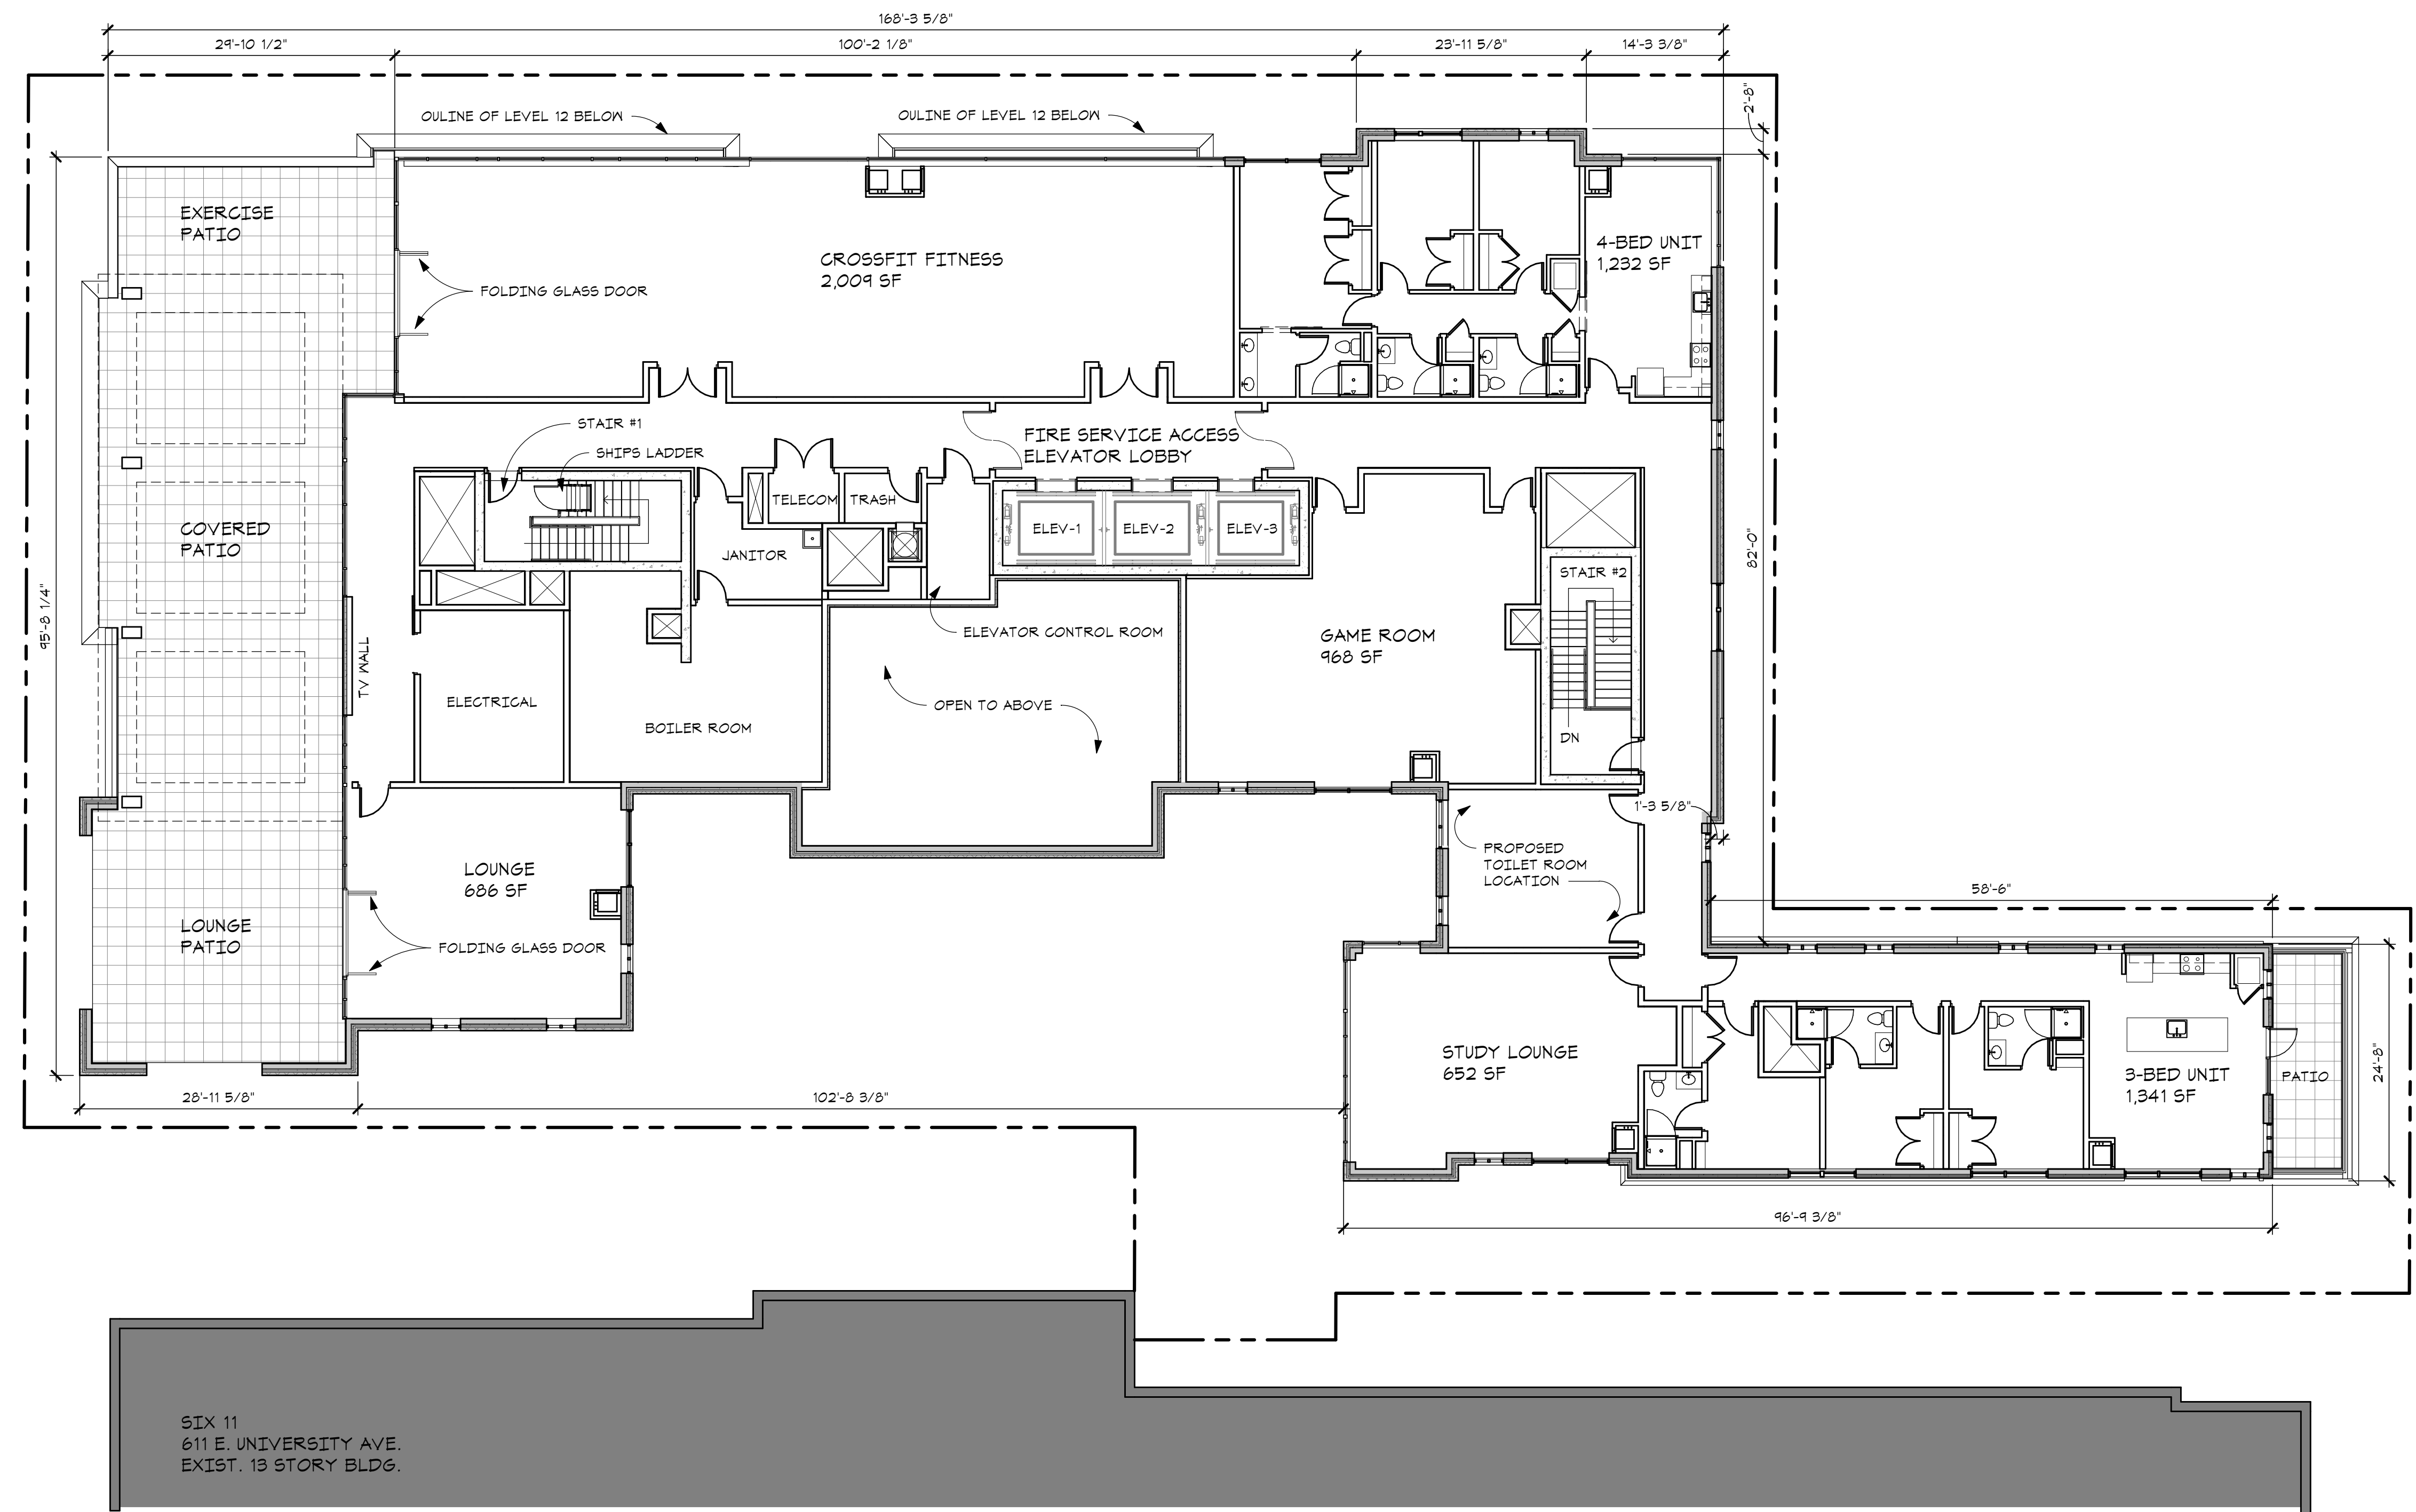 168'-3 5/8"
29'-10 1/2"
100'-2 1/8"
23'-11 5/8"
14'-3 3/8"
2'-8"
OULINE OF LEVEL 12 BELOW
OULINE OF LEVEL 12 BELOW
EXERCISE
PATIO
FOLDING GLASS DOOR
CROSSFIT FITNESS
2,009 SF
4-BED UNIT
1,232 SF
STAIR #1
SHIPS LADDER
FIRE SERVICE ACCESS
ELEVATOR LOBBY
TELECOM
TRASH
JANITOR
ELEV-1
ELEV-2
ELEV-3
COVERED
PATIO
STAIR #2
82'-0"
95'-8 1/4"
TV WALL
ELEVATOR CONTROL ROOM
GAME ROOM
968 SF
ELECTRICAL
BOILER ROOM
OPEN TO ABOVE
DN
1'-3 5/8"
PROPOSED
TOILET ROOM
LOCATION
LOUNGE
686 SF
58'-6"
LOUNGE
PATIO
FOLDING GLASS DOOR
STUDY LOUNGE
652 SF
3-BED UNIT
1,341 SF
PATIO
24'-8"
28'-11 5/8"
102'-8 3/8"
96'-9 3/8"
SIX 11
611 E. UNIVERSITY AVE.
EXIST. 13 STORY BLDG.